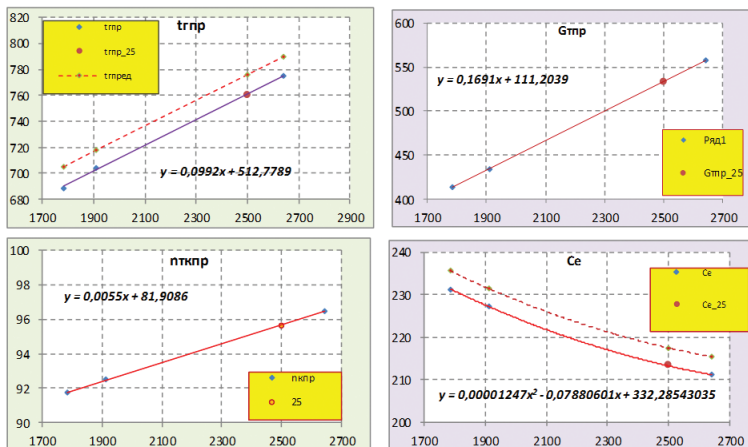 tгпр
820
800
780
760
740
720
700
680
tгпр
tгпр_25
tгпред
y = 0,0992x + 512,7789
1700 1900 2100 2300 2500 2700 2900
Gтпр
600
550
500
450
400
y = 0,1691x + 111,2039
Ряд1
Gтпр_25
1700 1900 2100 2300 2500 2700
nткпр
100
98
96
94
92
90
y = 0,0055x + 81,9086
nкпр
25
1700 1900 2100 2300 2500 2700
Ce
240
230
220
210
200
Ce
Ce_25
y = 0,00001247x² - 0,07880601x + 332,28543035
1700 1900 2100 2300 2500 2700